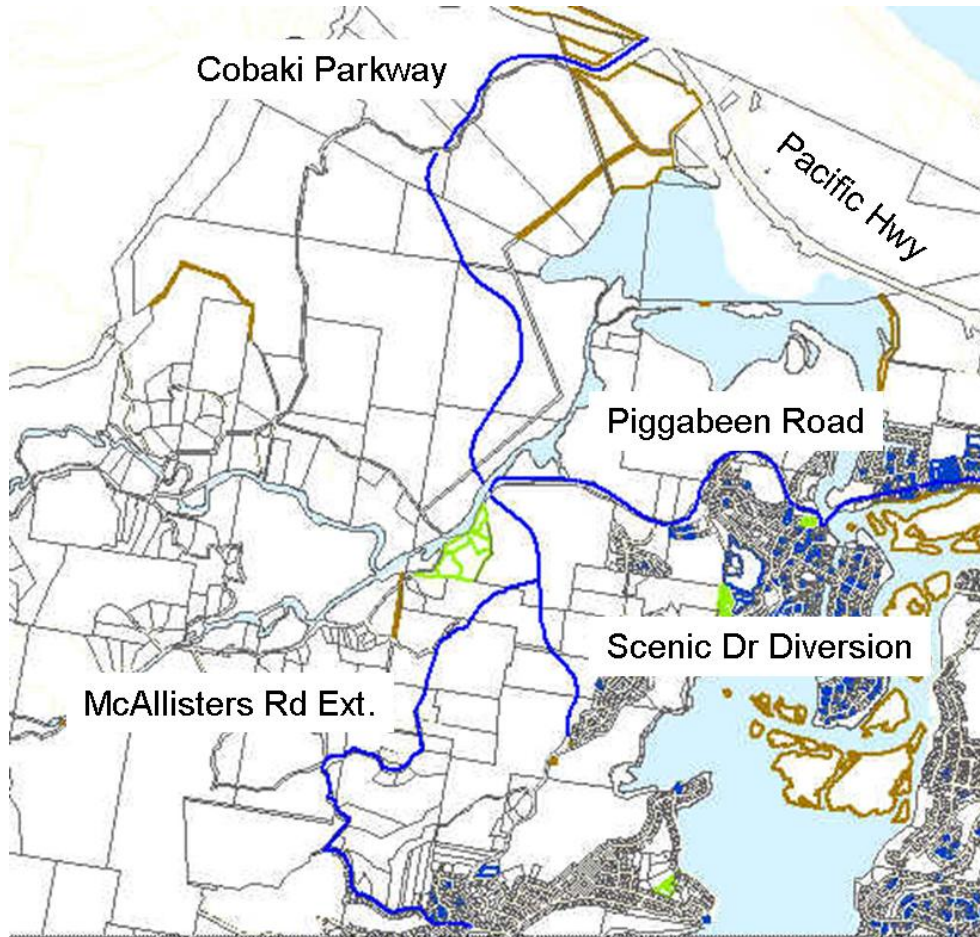 Cobaki Parkway
Pacific Hwy
Piggabeen Road
Scenic Dr Diversion
McAllisters Rd Ext.